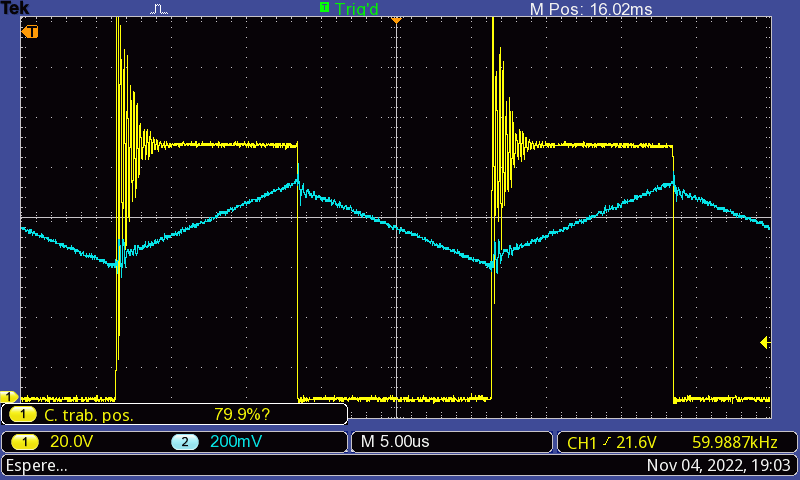 Tek T Trig'd M Pos: 16.02ms
T
1
1 C. trab. pos. 79.9%?
1 20.0V 2 200mV M 5.00us CH1 / 21.6V 59.9887kHz
Espere... Nov 04, 2022, 19:03